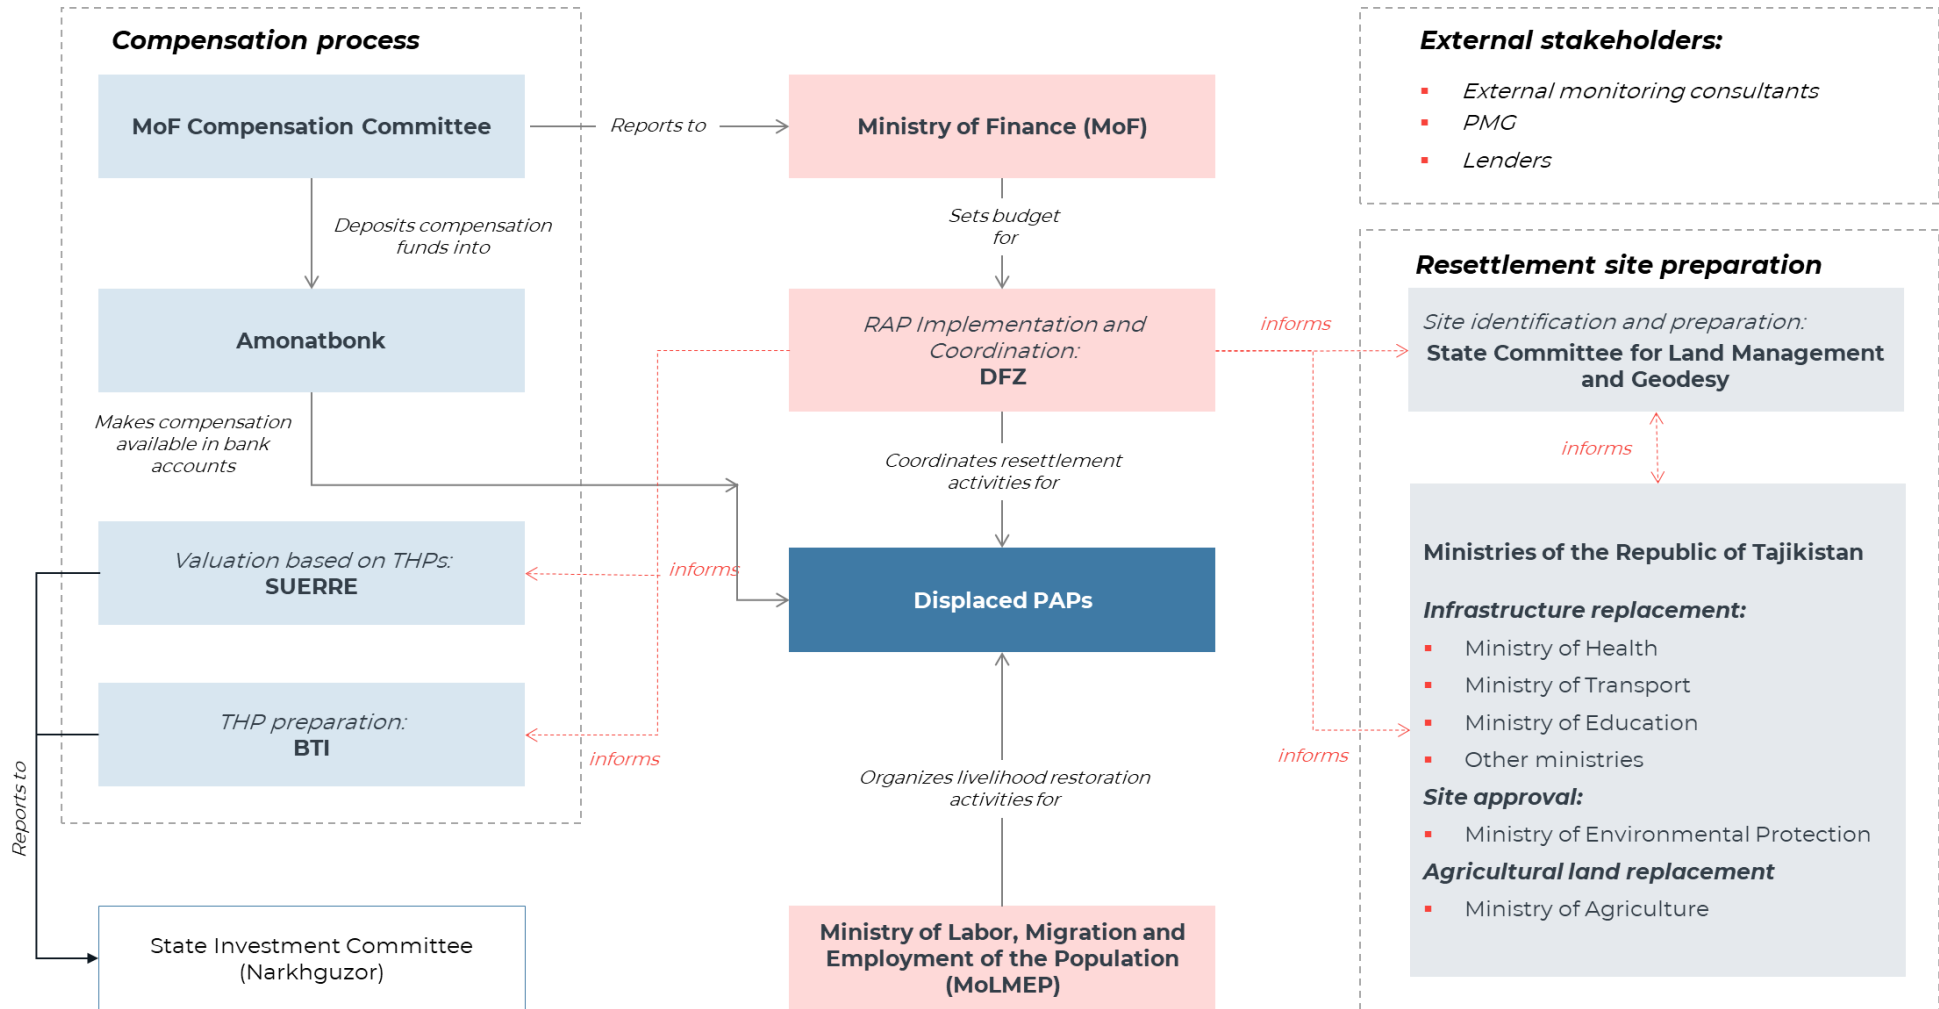 Compensation process
MoF Compensation Committee
Reports to
Ministry of Finance (MoF)
External stakeholders:
External monitoring consultants
PMG
Lenders
Deposits compensation
funds into
Sets budget
for
Resettlement site preparation
Amonatbonk
RAP Implementation and
Coordination:
DFZ
informs
Site identification and preparation:
State Committee for Land Management
and Geodesy
Makes compensation
available in bank
accounts
Coordinates resettlement
activities for
informs
Valuation based on THPs:
SUERRE
informs
Displaced PAPs
Ministries of the Republic of Tajikistan
Infrastructure replacement:
Ministry of Health
Ministry of Transport
Ministry of Education
Other ministries
Site approval:
Ministry of Environmental Protection
Agricultural land replacement
Ministry of Agriculture
THP preparation:
BTI
informs
informs
Organizes livelihood restoration
activities for
Reports to
State Investment Committee
(Narkhguzor)
Ministry of Labor, Migration and
Employment of the Population
(MoLMEP)